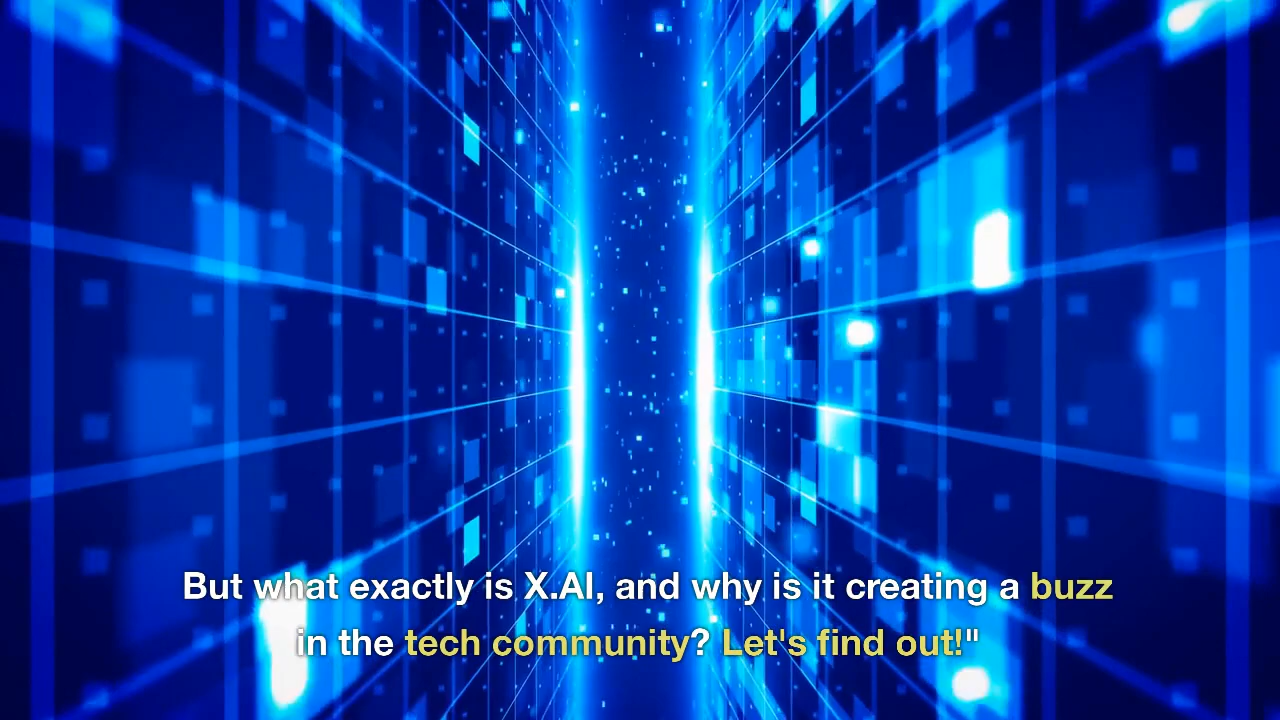 But what exactly is X.AI, and why is it creating a buzz
in the tech community? Let's find out!"